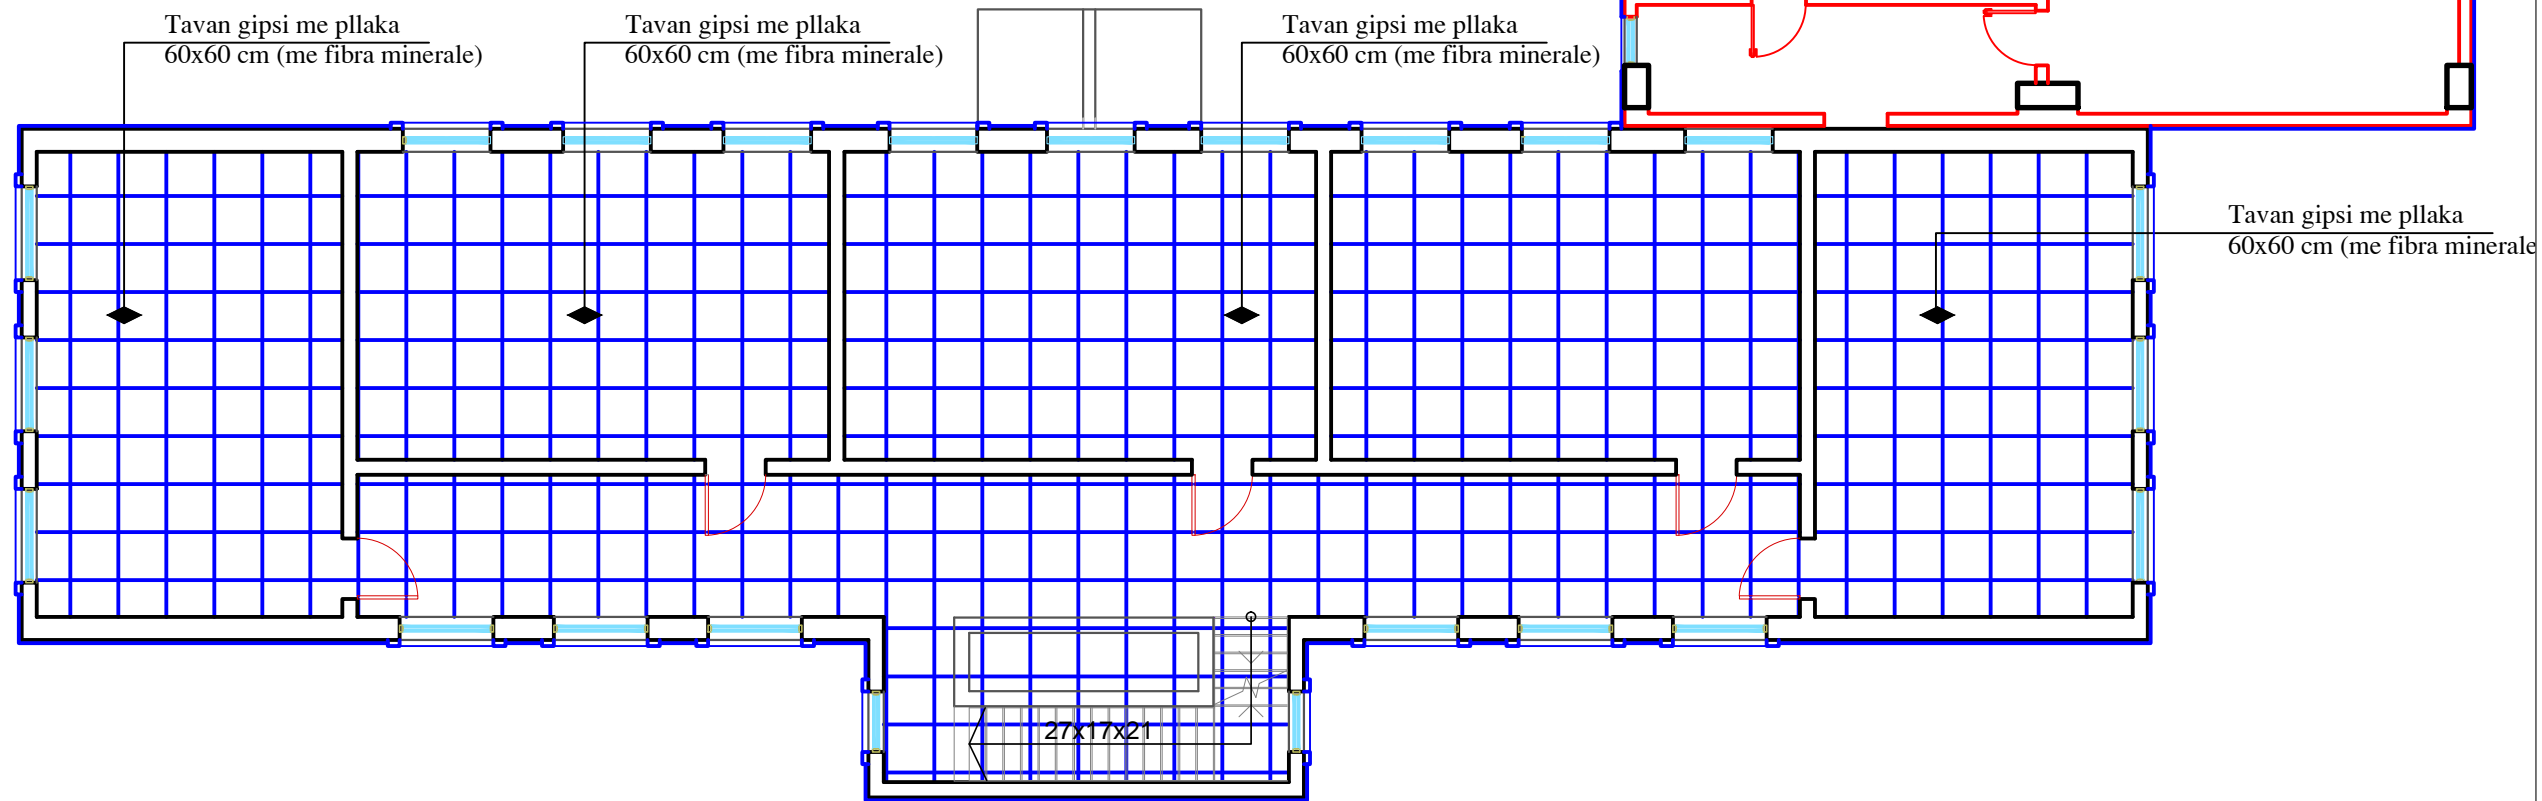 Tavan gipsi me pllaka
60x60 cm (me fibra minerale)
Tavan gipsi me pllaka
60x60 cm (me fibra minerale)
Tavan gipsi me pllaka
60x60 cm (me fibra minerale)
Tavan gipsi me pllaka
60x60 cm (me fibra minerale
27x17x21